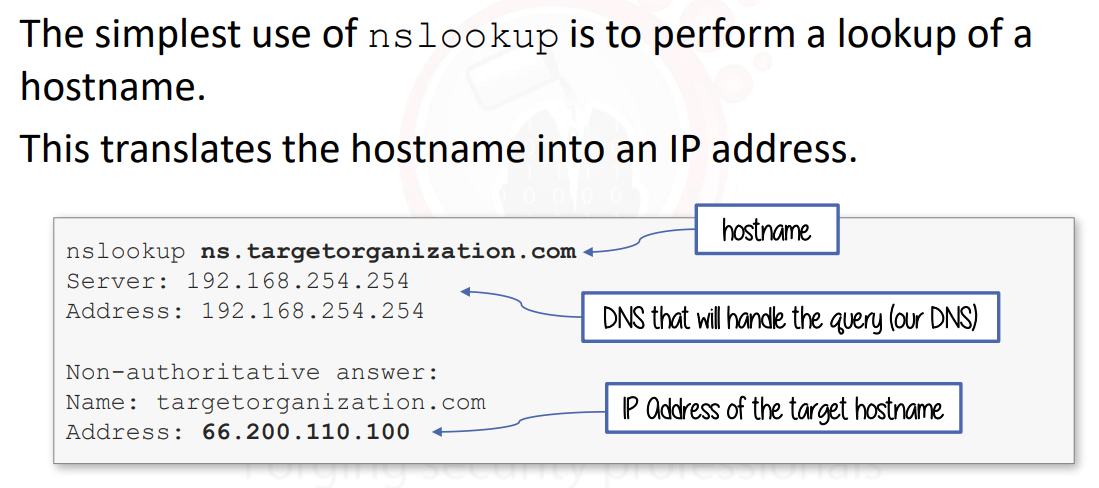 The simplest use of nslookup is to perform a lookup of a
hostname.
This translates the hostname into an IP address.
hostname
nslookup ns.targetorganization.com
Server: 192.168.254.254
Address: 192.168.254.254
DNS that will handle the query (our DNS)
Non-authoritative answer:
Name: targetorganization.com
Address: 66.200.110.100
IP Address of the target hostname
Forging security professionals